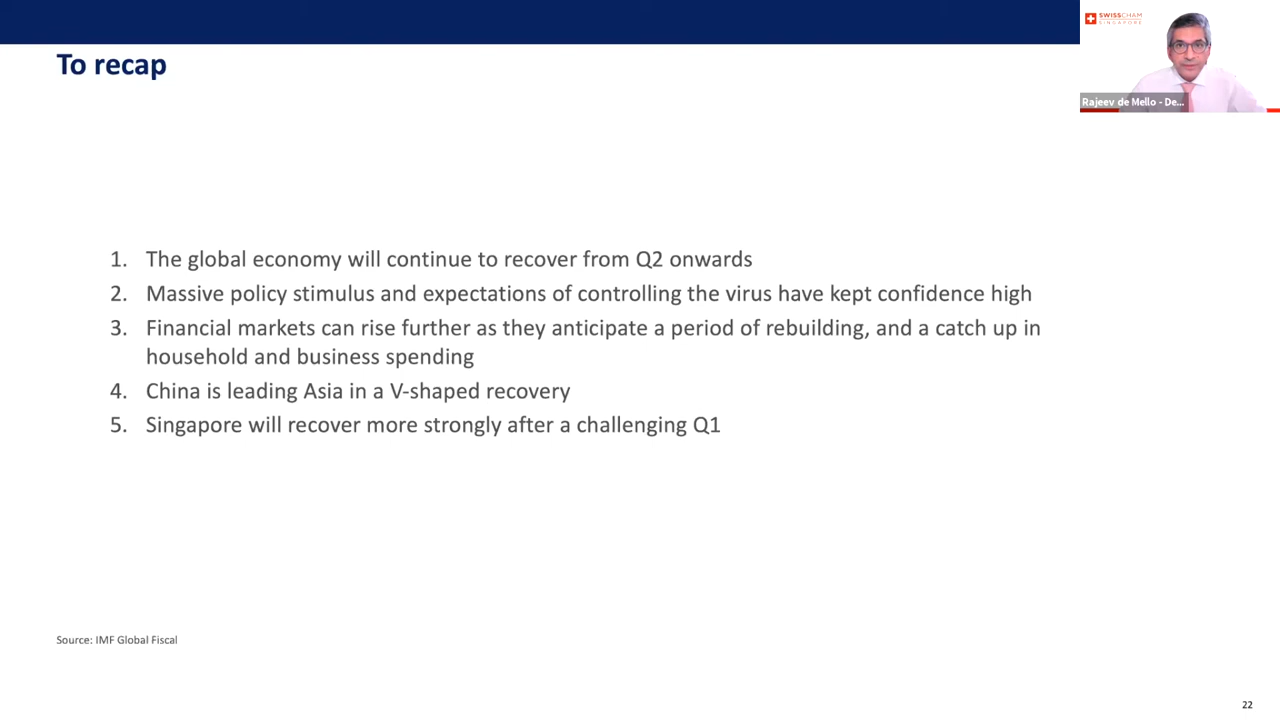 SWISSCHAM
SINGAPORE
To recap
Rajeev de Mello - De...
1. The global economy will continue to recover from Q2 onwards
2. Massive policy stimulus and expectations of controlling the virus have kept confidence high
3. Financial markets can rise further as they anticipate a period of rebuilding, and a catch up in
household and business spending
4. China is leading Asia in a V-shaped recovery
5. Singapore will recover more strongly after a challenging Q1
Source: IMF Global Fiscal
22